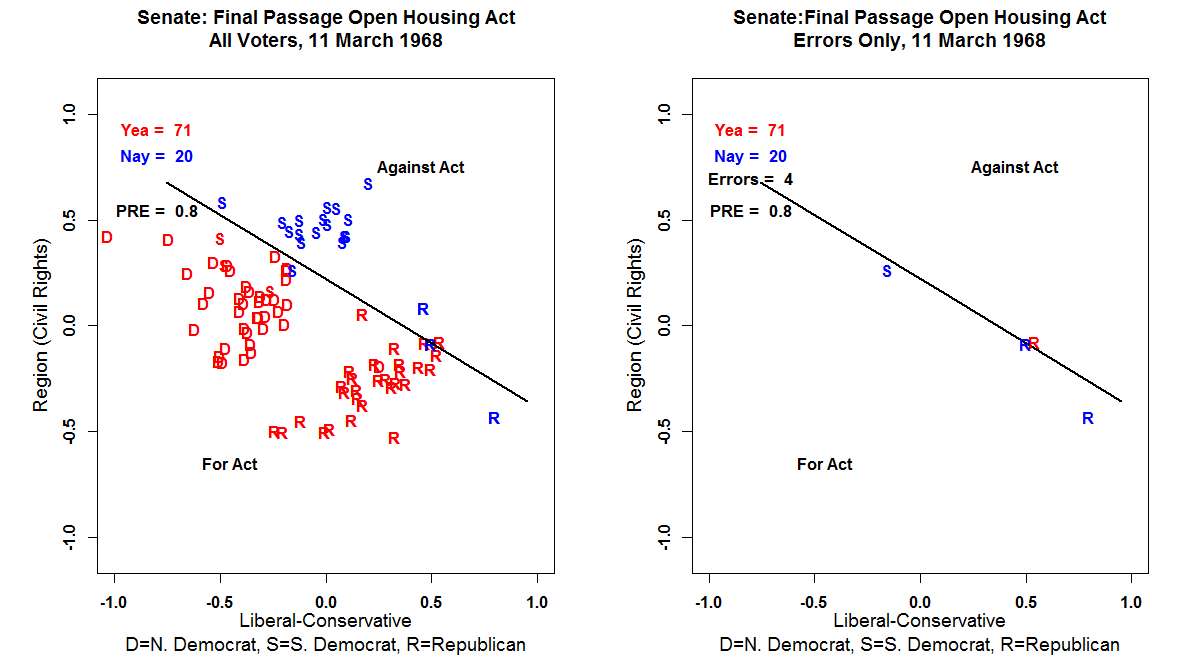 Senate: Final Passage Open Housing Act
All Voters, 11 March 1968
Yea = 71
Nay = 20
PRE = 0.8
Against Act
For Act
Region (Civil Rights)
1.0
0.5
0.0
-0.5
-1.0
-1.0 -0.5 0.0 0.5 1.0
Liberal-Conservative
D=N. Democrat, S=S. Democrat, R=Republican
Senate:Final Passage Open Housing Act
Errors Only, 11 March 1968
Yea = 71
Nay = 20
Errors = 4
PRE = 0.8
Against Act
S
R R
R
For Act
Region (Civil Rights)
1.0
0.5
0.0
-0.5
-1.0
-1.0 -0.5 0.0 0.5 1.0
Liberal-Conservative
D=N. Democrat, S=S. Democrat, R=Republican